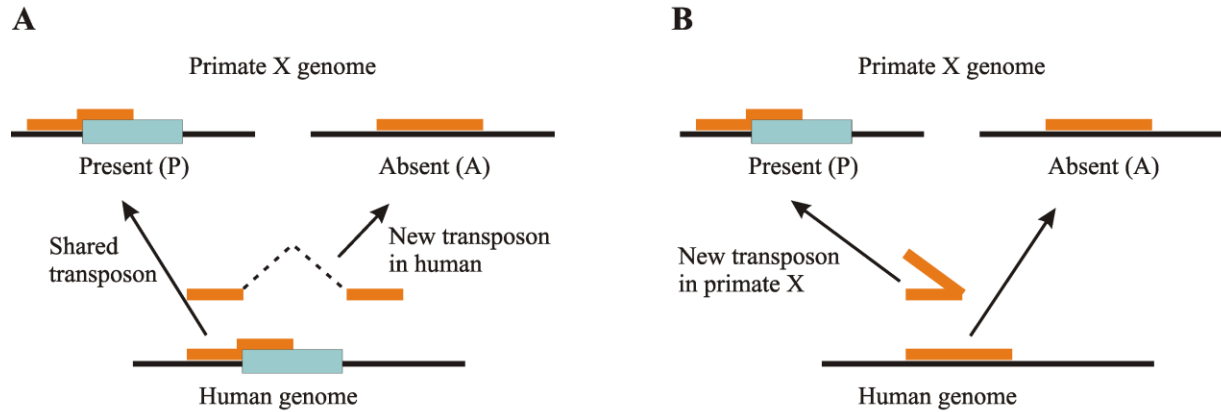 A
Primate X genome
Present (P)
Absent (A)
Shared
transposon
New transposon
in human
Human genome
B
Primate X genome
Present (P)
Absent (A)
New transposon
in primate X
Human genome